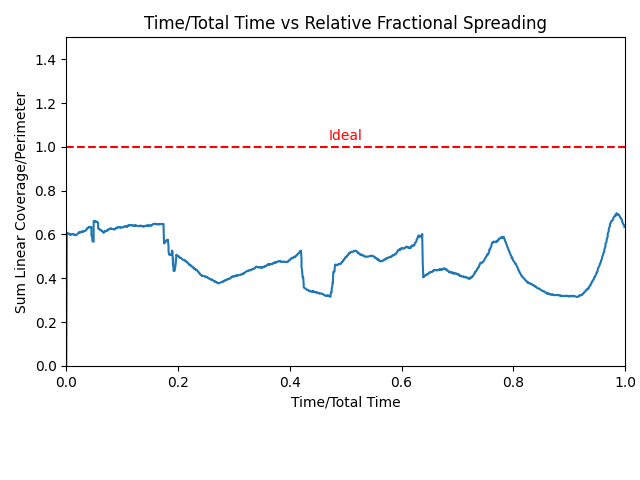 Time/Total Time vs Relative Fractional Spreading
1.4
1.2
1.0
0.8
0.6
0.4
0.2
0.0
Sum Linear Coverage/Perimeter
Ideal
0.0 0.2 0.4 0.6 0.8 1.0
Time/Total Time